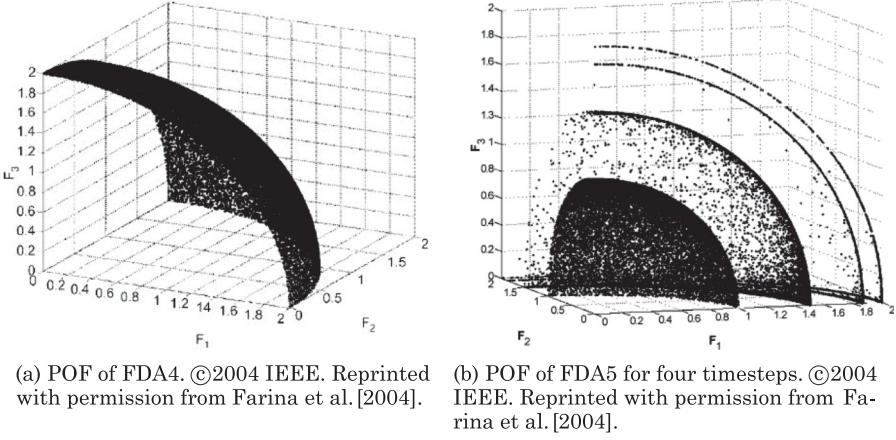 2
1.8
1.6
1.4
1.2
1
0.8
0.6
0.4
0.2
0
F3
0 0.2 0.4 0.6 0.8 1 12 14 1.6 1.8 2
F1
0 0.5 1 1.5 2
F2
2
1.8
1.6
1.3
1.2
2
0.8
0.6
0.4
0.2
0
F3
2 1.5 1 0.5 0
F2
0 0.2 0.4 0.6 0.8 1 1.2 1.4 1.6 1.8 2
F1
(a) POF of FDA4. ©2004 IEEE. Reprinted
with permission from Farina et al. [2004].
(b) POF of FDA5 for four timesteps. ©2004
IEEE. Reprinted with permission from Fa-
rina et al. [2004].